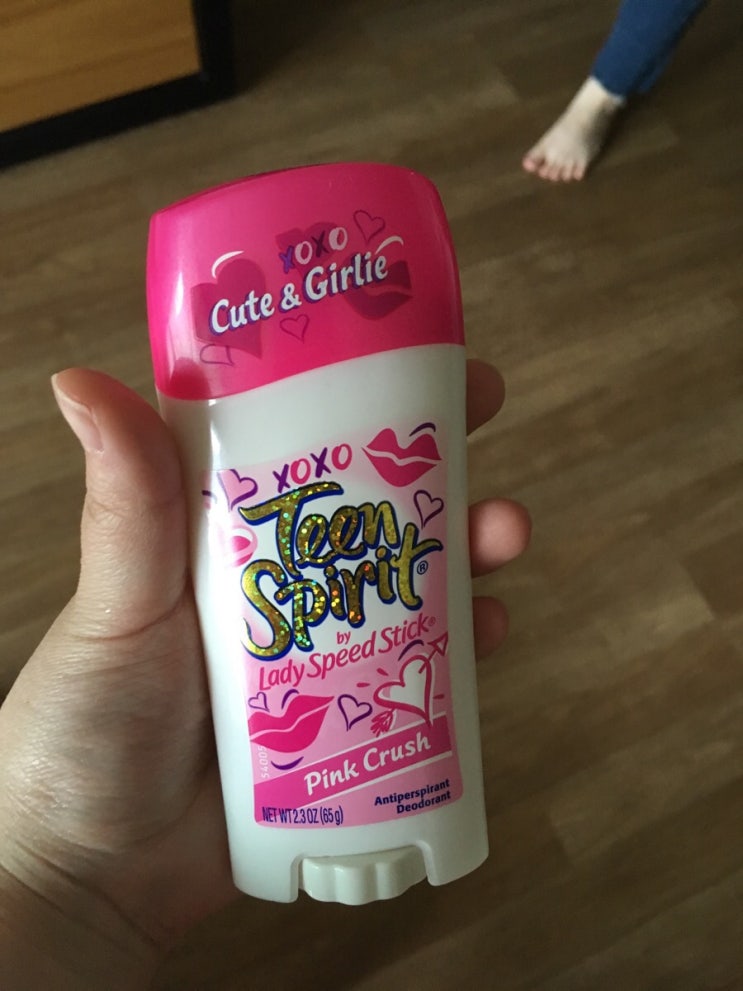 XOXO
Cute & Girlie
XOXO
Teen
Spirit®
by
Lady Speed Stick®
Pink Crush
54005
NET WT 2.3 OZ (65 g)
Antiperspirant
Deodorant